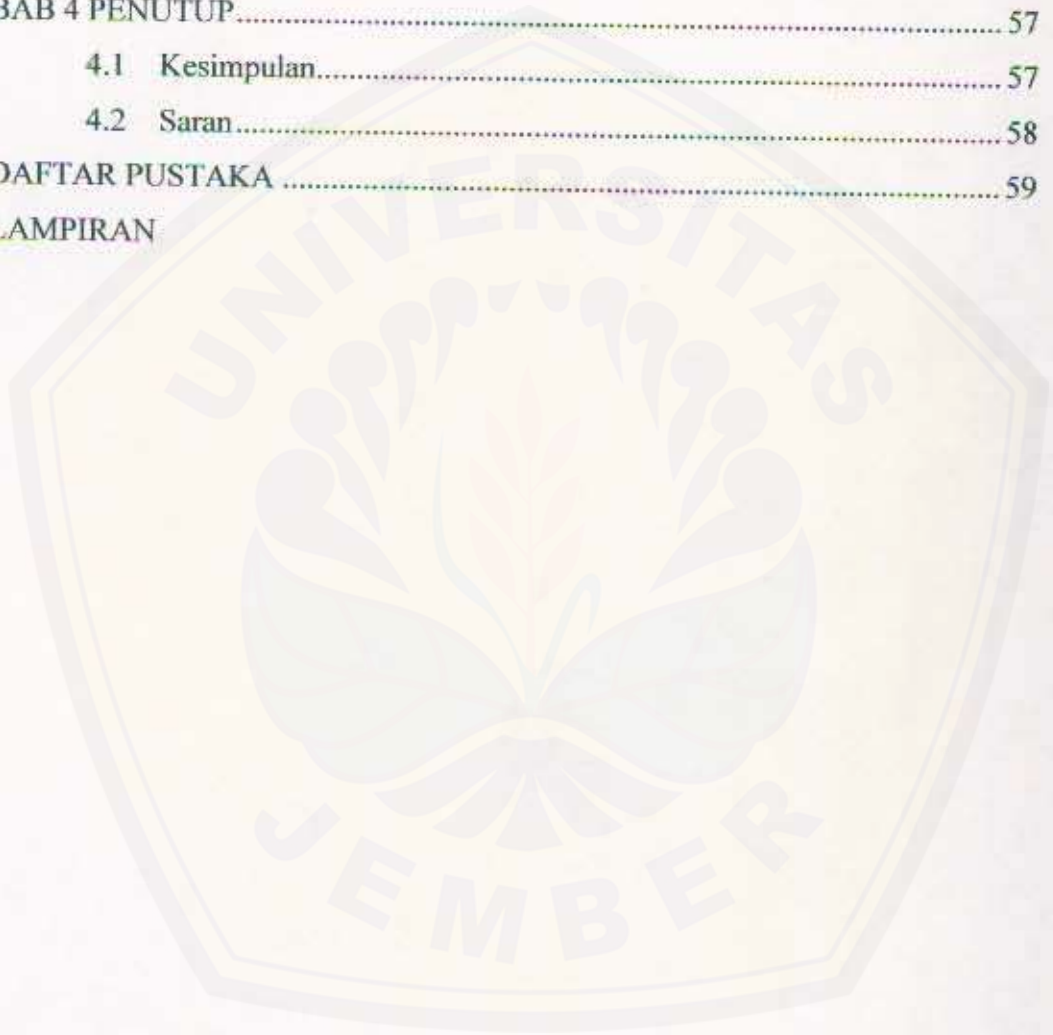 BAB 4 PENUTUP 57
4.1 Kesimpulan 57
4.2 Saran 58
DAFTAR PUSTAKA 59
LAMPIRAN
UNIVERSITAS
JEMBER